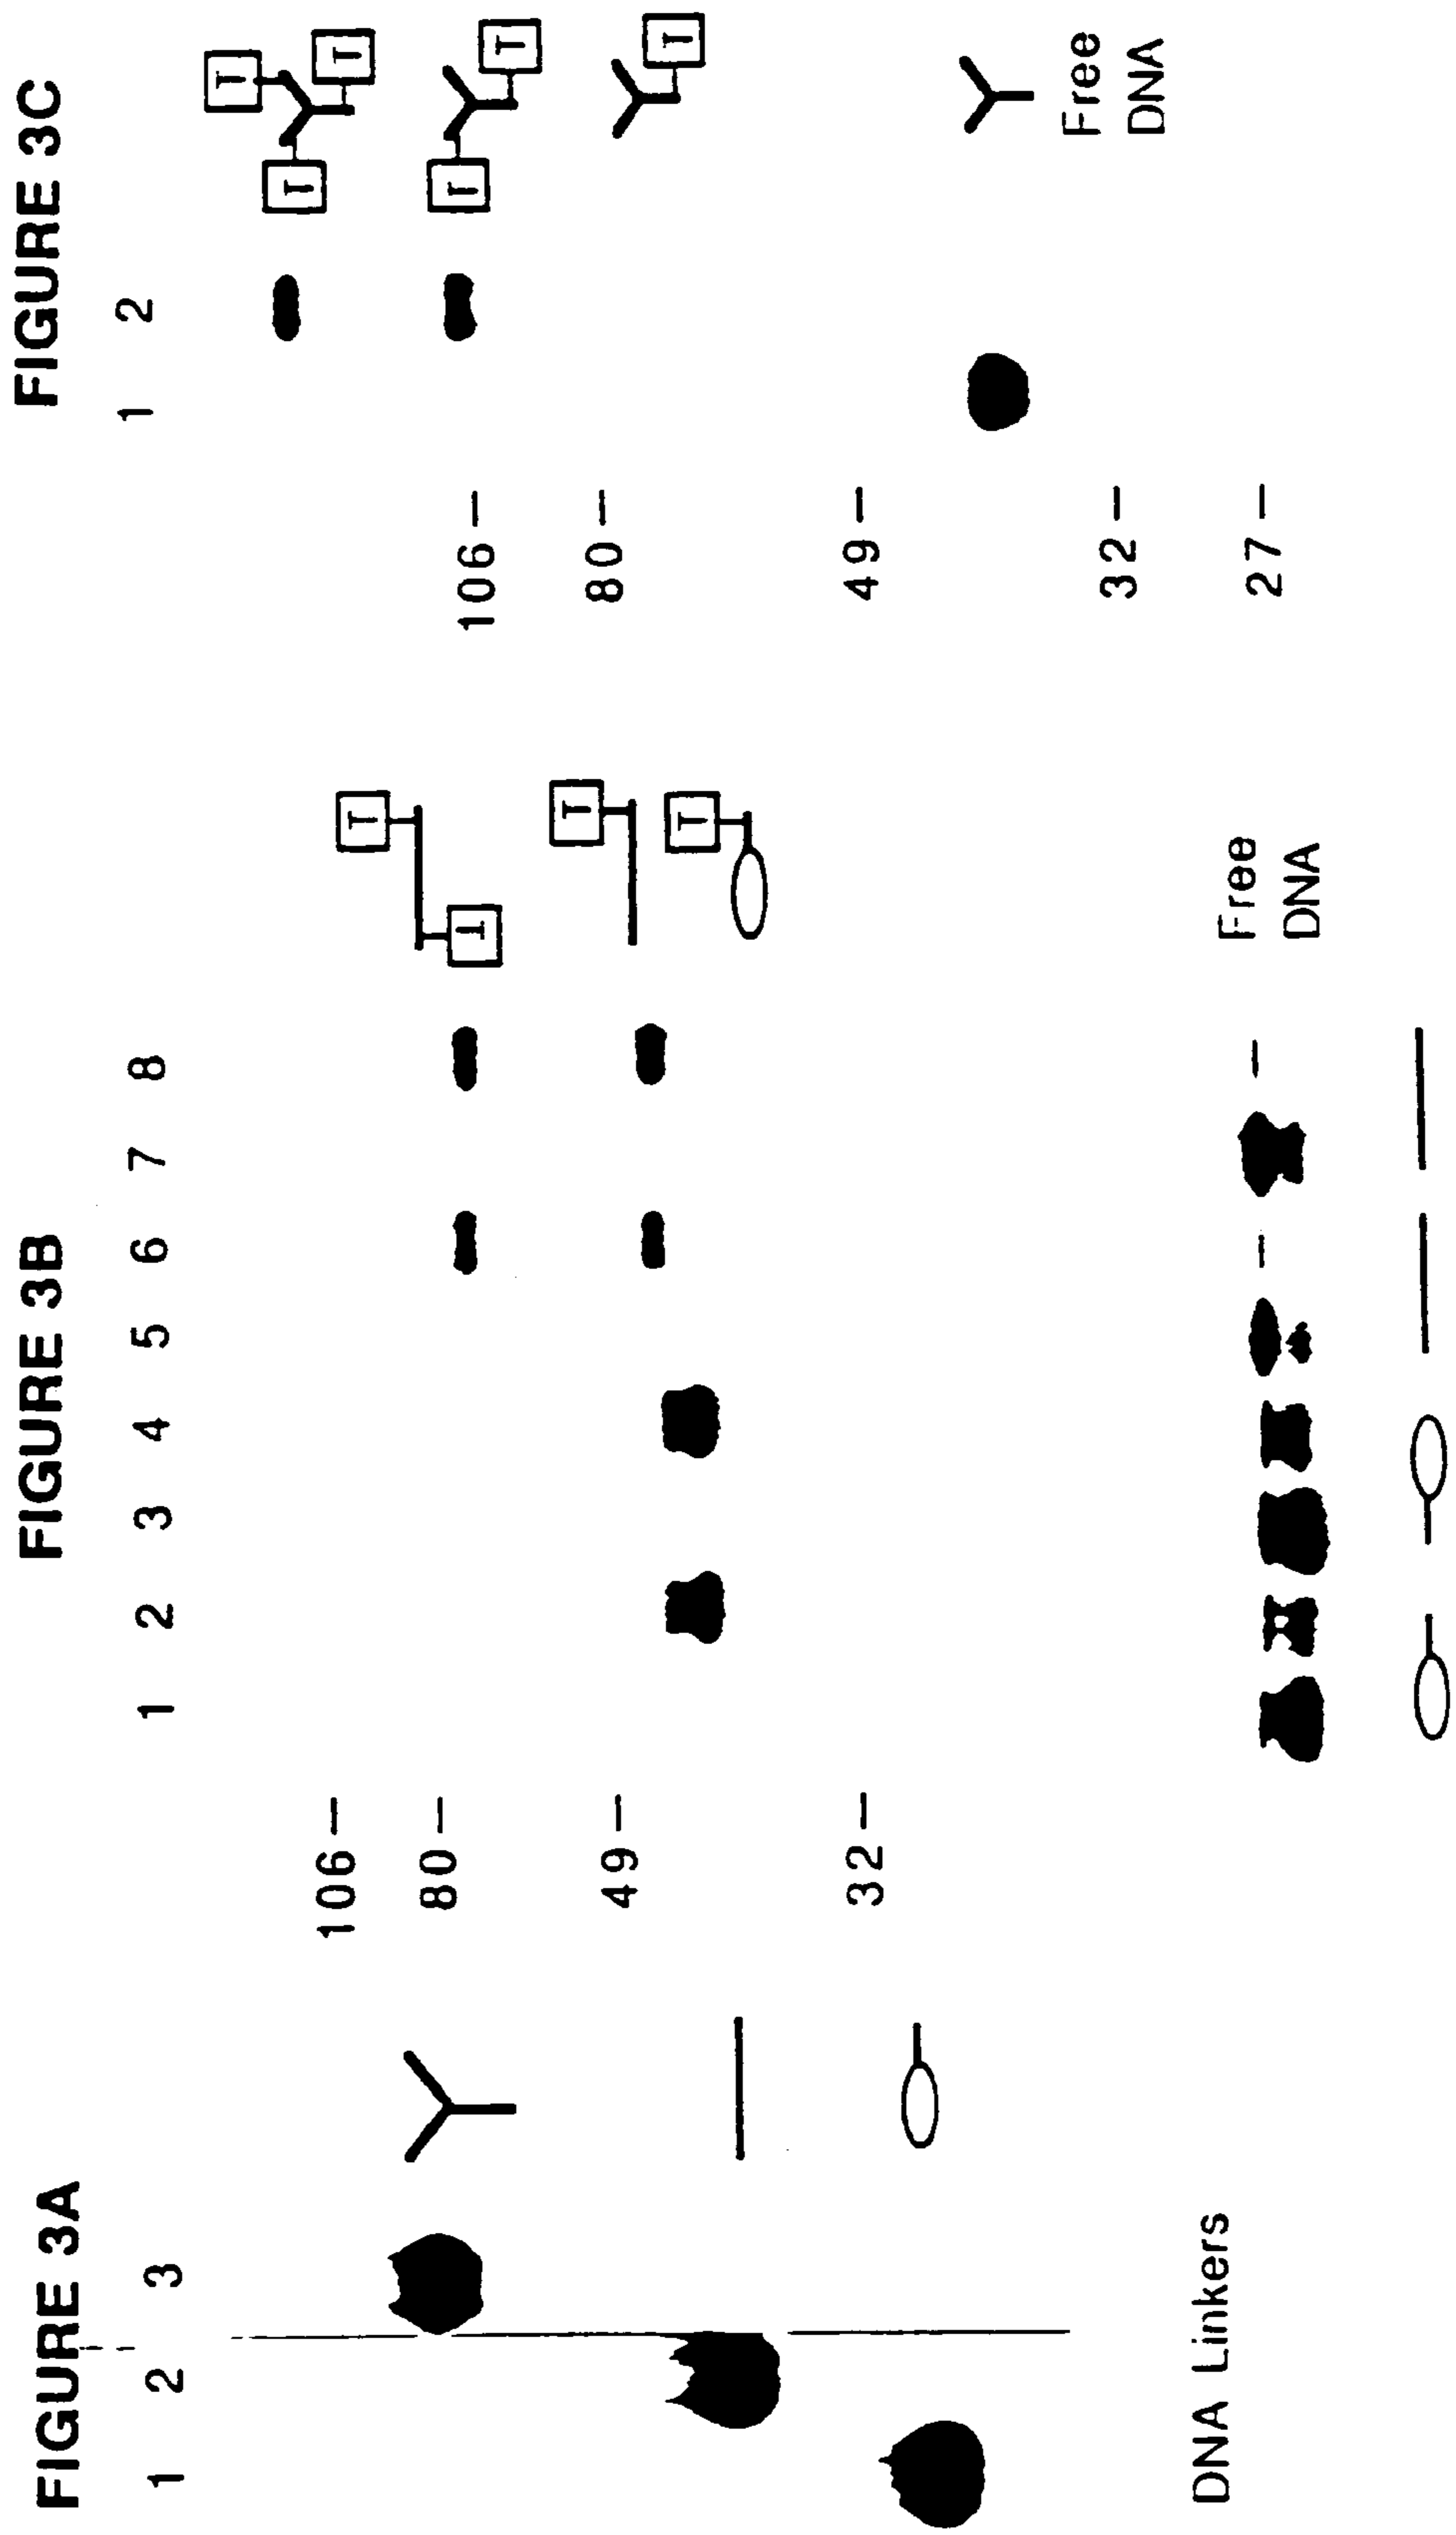 FIGURE 3A
1 2 3
DNA Linkers
FIGURE 3B
1 2 3 4 5 6 7 8
106 –
80 –
49 –
32 –
T
T
T
T
Free
DNA
FIGURE 3C
1 2
106 –
80 –
49 –
32 –
27 –
T
T
T
T
T
T
Free
DNA